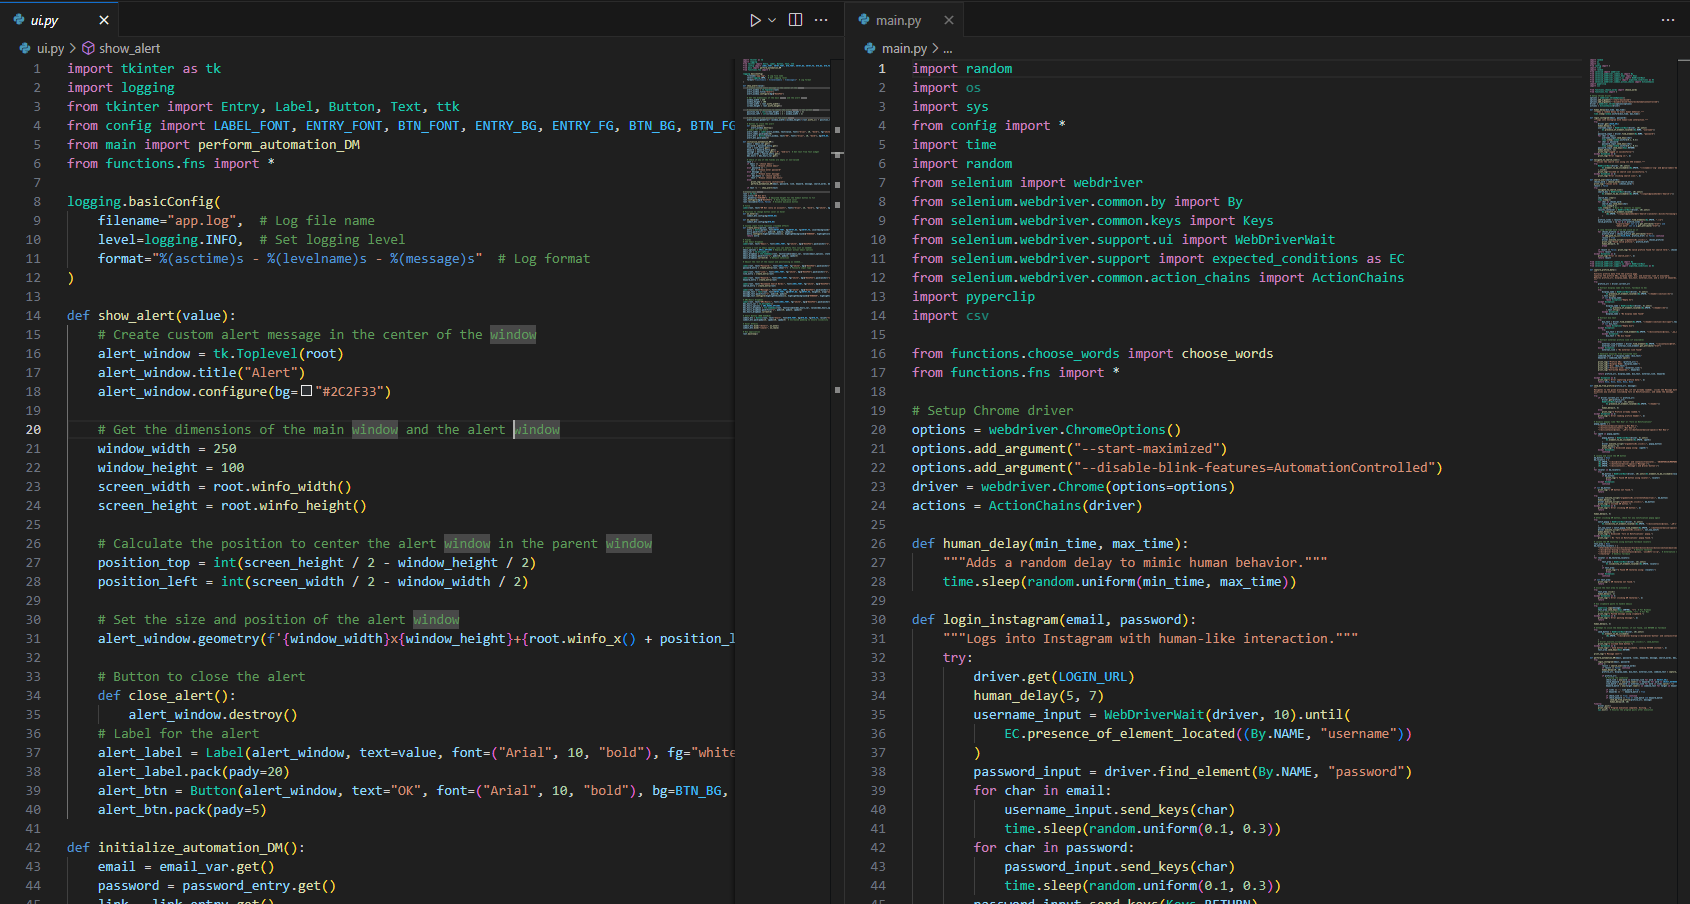 ui.py
ui.py > show_alert
1 import tkinter as tk
2 import logging
3 from tkinter import Entry, Label, Button, Text, ttk
4 from config import LABEL_FONT, ENTRY_FONT, BTN_FONT, ENTRY_BG, ENTRY_FG, BTN_BG, BTN_FG
5 from main import perform_automation_DM
6 from functions.fns import *
7
8 logging.basicConfig(
9     filename="app.log",  # Log file name
10     level=logging.INFO,  # Set logging level
11     format="%(asctime)s - %(levelname)s - %(message)s"  # Log format
12 )
13
14 def show_alert(value):
15     # Create custom alert message in the center of the window
16     alert_window = tk.Toplevel(root)
17     alert_window.title("Alert")
18     alert_window.configure(bg="#2C2F33")
19
20     # Get the dimensions of the main window and the alert window
21     window_width = 250
22     window_height = 100
23     screen_width = root.winfo_width()
24     screen_height = root.winfo_height()
25
26     # Calculate the position to center the alert window in the parent window
27     position_top = int(screen_height / 2 - window_height / 2)
28     position_left = int(screen_width / 2 - window_width / 2)
29
30     # Set the size and position of the alert window
31     alert_window.geometry(f'{window_width}x{window_height}+{root.winfo_x() + position_l
32
33     # Button to close the alert
34     def close_alert():
35         alert_window.destroy()
36     # Label for the alert
37     alert_label = Label(alert_window, text=value, font=("Arial", 10, "bold"), fg="white
38     alert_label.pack(pady=20)
39     alert_btn = Button(alert_window, text="OK", font=("Arial", 10, "bold"), bg=BTN_BG,
40     alert_btn.pack(pady=5)
41
42 def initialize_automation_DM():
43     email = email_var.get()
44     password = password_entry.get()
45     link = link_entry.get()
main.py
main.py > ...
1 import random
2 import os
3 import sys
4 from config import *
5 import time
6 import random
7 from selenium import webdriver
8 from selenium.webdriver.common.by import By
9 from selenium.webdriver.common.keys import Keys
10 from selenium.webdriver.support.ui import WebDriverWait
11 from selenium.webdriver.support import expected_conditions as EC
12 from selenium.webdriver.common.action_chains import ActionChains
13 import pyperclip
14 import csv
15
16 from functions.choose_words import choose_words
17 from functions.fns import *
18
19 # Setup Chrome driver
20 options = webdriver.ChromeOptions()
21 options.add_argument("--start-maximized")
22 options.add_argument("--disable-blink-features=AutomationControlled")
23 driver = webdriver.Chrome(options=options)
24 actions = ActionChains(driver)
25
26 def human_delay(min_time, max_time):
27     """Adds a random delay to mimic human behavior."""
28     time.sleep(random.uniform(min_time, max_time))
29
30 def login_instagram(email, password):
31     """Logs into Instagram with human-like interaction."""
32     try:
33         driver.get(LOGIN_URL)
34         human_delay(5, 7)
35         username_input = WebDriverWait(driver, 10).until(
36             EC.presence_of_element_located((By.NAME, "username"))
37         )
38         password_input = driver.find_element(By.NAME, "password")
39         for char in email:
40             username_input.send_keys(char)
41             time.sleep(random.uniform(0.1, 0.3))
42         for char in password:
43             password_input.send_keys(char)
44             time.sleep(random.uniform(0.1, 0.3))
45         password_input.send_keys(Keys.RETURN)